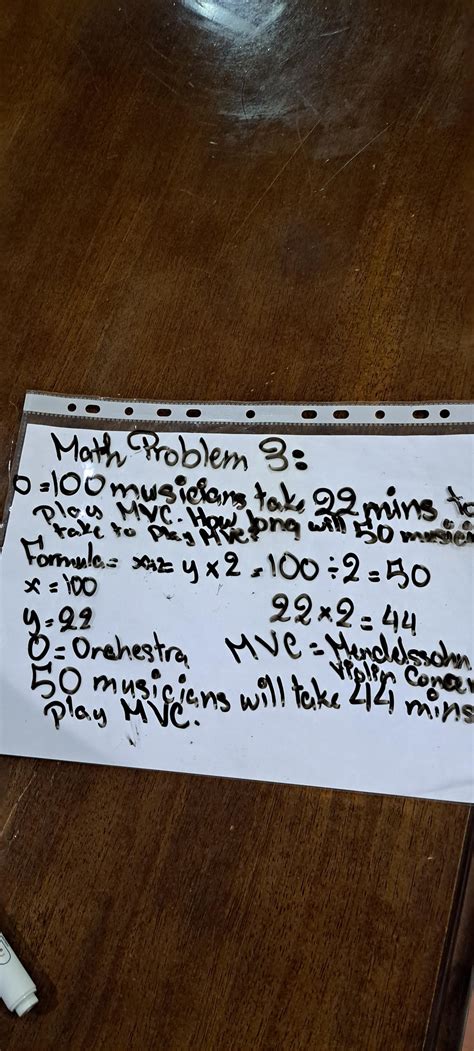 Math Problem 3:
O=100 musicians take 22 mins to
play MVC. How long will 50
take to play MVC?
Formula= x÷2 = y x 2 = 100 ÷ 2 = 50
x = 100
y = 22 22 x 2 = 44
O = Orchestra MVC = Mendelssohn
Violin
50 musicians will take 44 mins
play MVC.